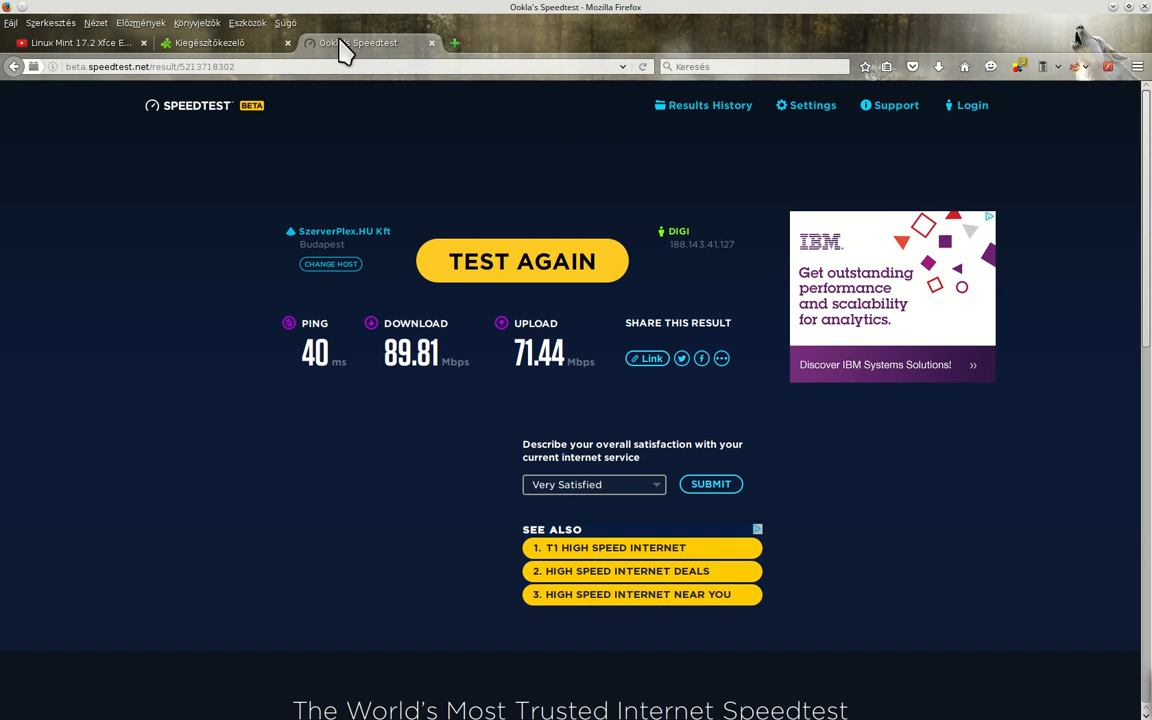 Ookla's Speedtest - Mozilla Firefox
Fájl Szerkesztés Nézet Előzmények Könyvjelzők Eszközök Súgó
Linux Mint 17.2 Xfce E... Kiegészítőkezelő Ookla's Speedtest
beta.speedtest.net/result/5213718302 Keresés
SPEEDTEST BETA
Results History Settings Support Login
SzerverPlex.HU Kft
Budapest
CHANGE HOST
TEST AGAIN
DIGI
188.143.41.127
PING DOWNLOAD UPLOAD SHARE THIS RESULT
40 ms 89.81 Mbps 71.44 Mbps Link
IBM.
Get outstanding
performance
and scalability
for analytics.
Discover IBM Systems Solutions! »
Describe your overall satisfaction with your
current internet service
Very Satisfied SUBMIT
SEE ALSO
1. T1 HIGH SPEED INTERNET
2. HIGH SPEED INTERNET DEALS
3. HIGH SPEED INTERNET NEAR YOU
The World's Most Trusted Internet Speedtest